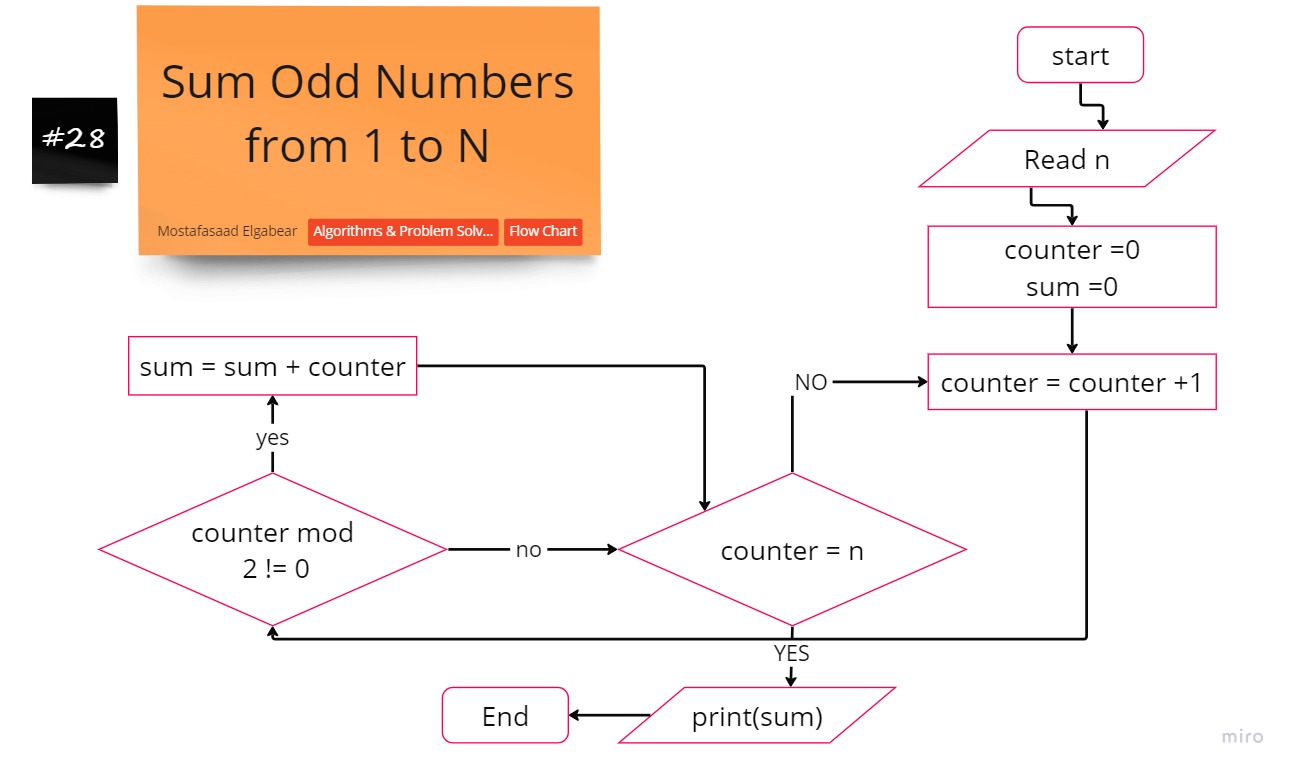 #28
Sum Odd Numbers
from 1 to N
Mostafasaad Elgabear
Algorithms & Problem Solv...
Flow Chart
start
Read n
counter =0
sum =0
counter = counter +1
NO
sum = sum + counter
yes
counter mod
2 != 0
no
counter = n
YES
print(sum)
End
miro